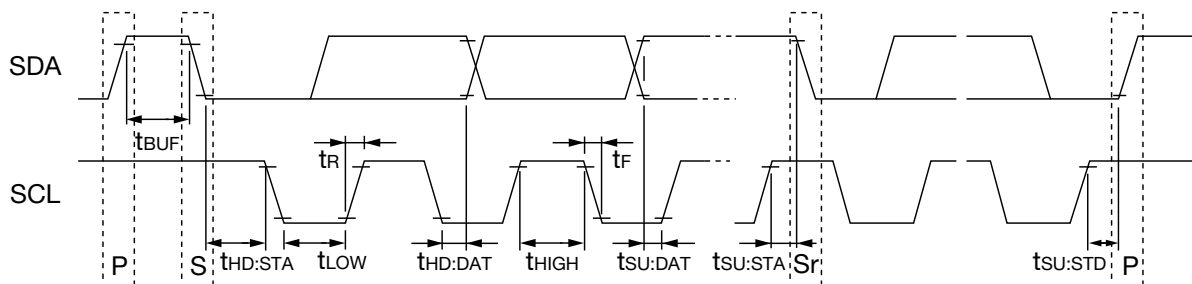 SDA
tBUF
tR
tF
SCL
P
S
tHD:STA
tLOW
tHD:DAT
tHIGH
tSU:DAT
tSU:STA
Sr
tSU:STD
P